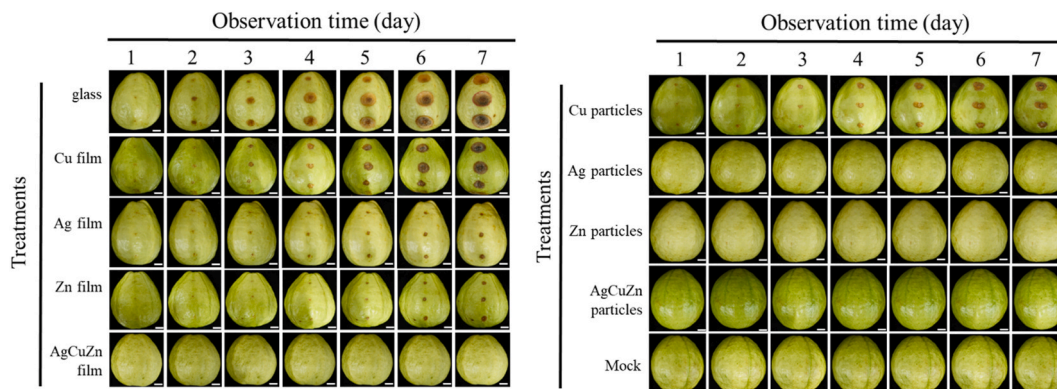 Observation time (day)
1 2 3 4 5 6 7
Treatments
glass
Cu film
Ag film
Zn film
AgCuZn
film
Observation time (day)
1 2 3 4 5 6 7
Treatments
Cu particles
Ag particles
Zn particles
AgCuZn
particles
Mock